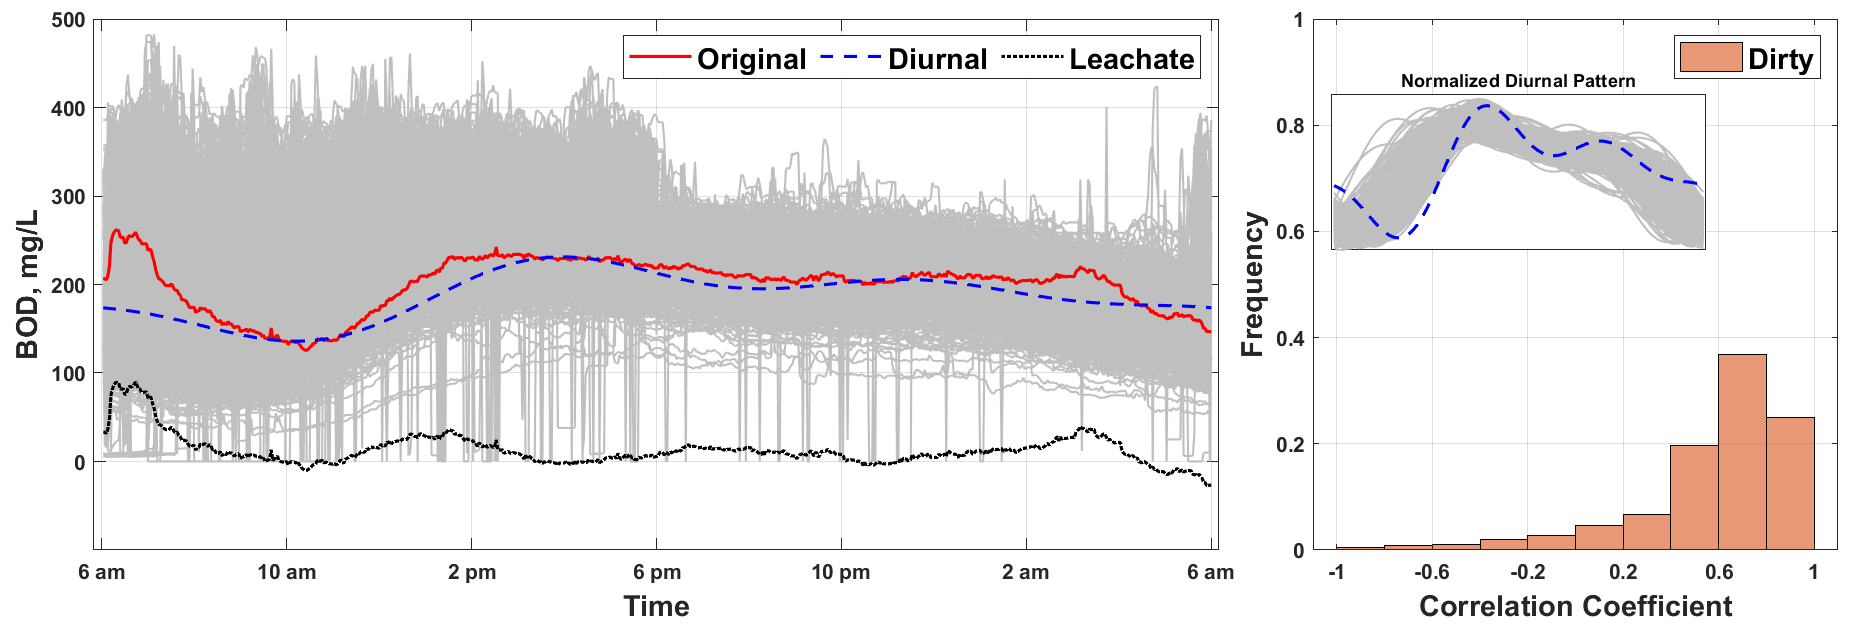 500
400
300
200
100
0
BOD, mg/L
Original Diurnal Leachate
6 am 10 am 2 pm 6 pm 10 pm 2 am 6 am
Time
1
0.8
0.6
0.4
0.2
0
Frequency
Dirty
Normalized Diurnal Pattern
-1 -0.6 -0.2 0.2 0.6 1
Correlation Coefficient